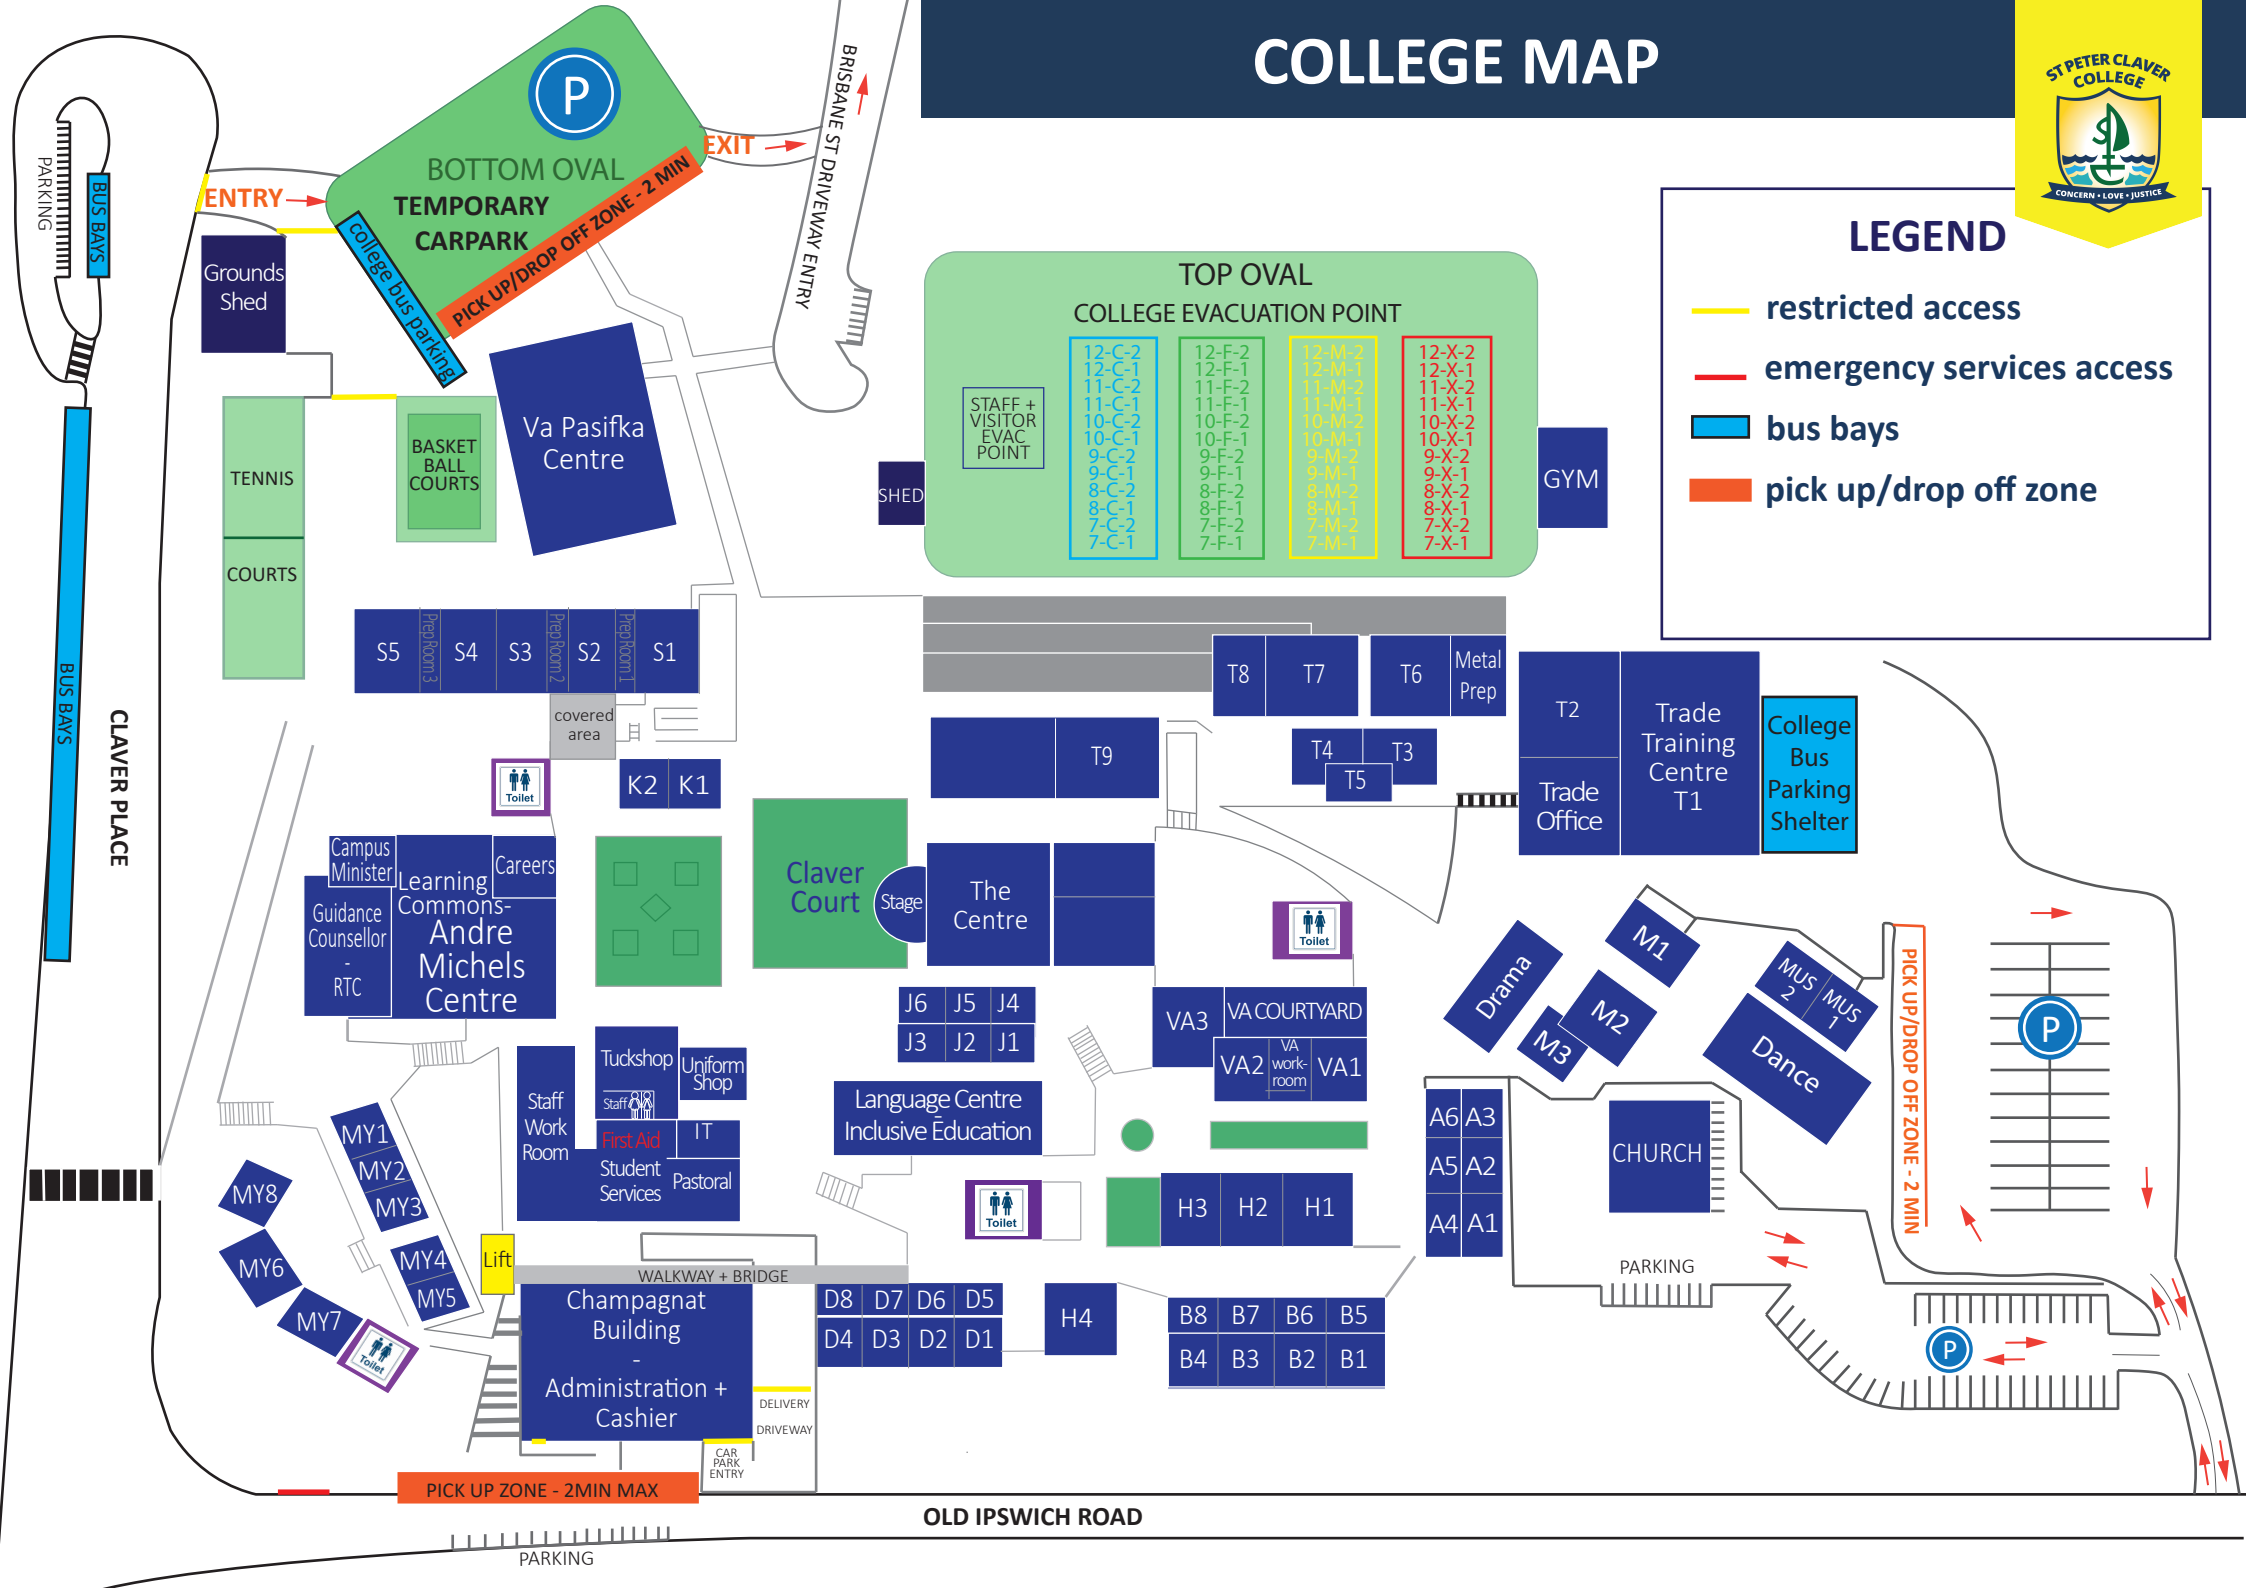 COLLEGE MAP
ST PETER CLAVER
COLLEGE
CONCERN • LOVE • JUSTICE
LEGEND
restricted access
emergency services access
bus bays
pick up/drop off zone
P
BOTTOM OVAL
TEMPORARY
CARPARK
PICK UP/DROP OFF ZONE - 2 MIN
college bus parking
ENTRY
EXIT
BRISBANE ST DRIVEWAY ENTRY
PARKING
BUS BAYS
Grounds
Shed
TENNIS
COURTS
BASKET
BALL
COURTS
Va Pasifka
Centre
BUS BAYS
CLAVER PLACE
TOP OVAL
COLLEGE EVACUATION POINT
STAFF +
VISITOR
EVAC
POINT
12-C-2
12-C-1
11-C-2
11-C-1
10-C-2
10-C-1
9-C-2
9-C-1
8-C-2
8-C-1
7-C-2
7-C-1
12-F-2
12-F-1
11-F-2
11-F-1
10-F-2
10-F-1
9-F-2
9-F-1
8-F-2
8-F-1
7-F-2
7-F-1
12-M-2
12-M-1
11-M-2
11-M-1
10-M-2
10-M-1
9-M-2
9-M-1
8-M-2
8-M-1
7-M-2
7-M-1
12-X-2
12-X-1
11-X-2
11-X-1
10-X-2
10-X-1
9-X-2
9-X-1
8-X-2
8-X-1
7-X-2
7-X-1
SHED
GYM
S5
Prep Room 3
S4
S3
Prep Room 2
S2
Prep Room 1
S1
covered
area
Toilet
K2
K1
T8
T7
T6
Metal
Prep
T9
T4
T3
T5
T2
Trade
Office
Trade
Training
Centre
T1
College
Bus
Parking
Shelter
Campus
Minister
Learning
Commons-
Andre
Michels
Centre
Careers
Guidance
Counsellor
-
RTC
Claver
Court
Stage
The
Centre
Toilet
Drama
M1
M2
M3
MUS
2
MUS
1
Dance
PICK UP/DROP OFF ZONE - 2 MIN
P
J6
J5
J4
J3
J2
J1
VA3
VA COURTYARD
VA2
VA
work-
room
VA1
Tuckshop
Uniform
Shop
Staff
Staff
Work
Room
First Aid
IT
Student
Services
Pastoral
Language Centre
-
Inclusive Education
A6
A3
A5
A2
A4
A1
CHURCH
PARKING
MY1
MY2
MY3
MY4
MY5
MY8
MY6
MY7
Toilet
Lift
Toilet
H3
H2
H1
WALKWAY + BRIDGE
Champagnat
Building
-
Administration +
Cashier
D8
D7
D6
D5
D4
D3
D2
D1
H4
B8
B7
B6
B5
B4
B3
B2
B1
P
DELIVERY
DRIVEWAY
CAR
PARK
ENTRY
PICK UP ZONE - 2MIN MAX
OLD IPSWICH ROAD
PARKING